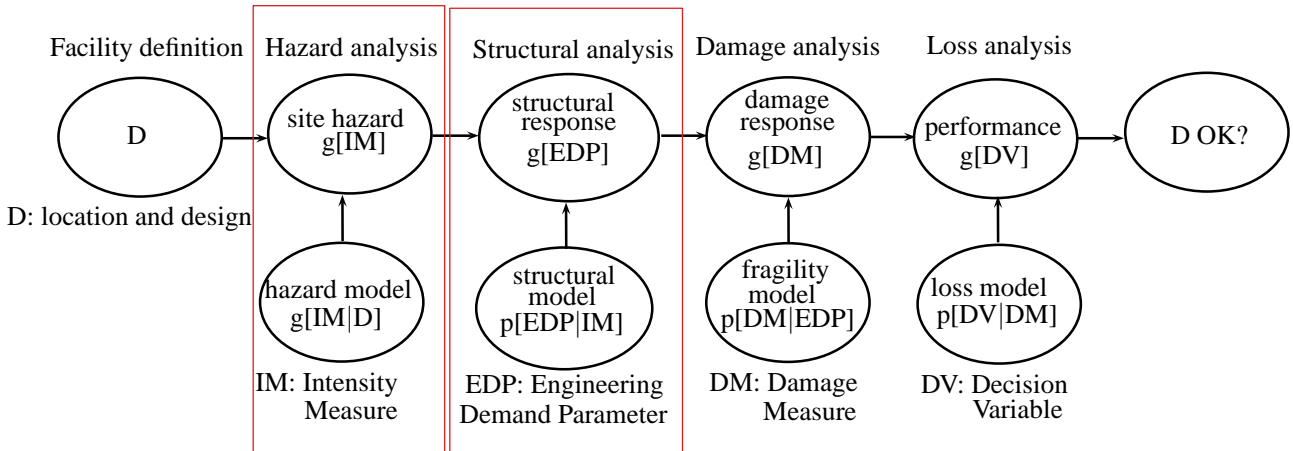 Facility definition
Hazard analysis
Structural analysis
Damage analysis
Loss analysis
D
site hazard
g[IM]
structural
response
g[EDP]
damage
response
g[DM]
performance
g[DV]
D OK?
D: location and design
hazard model
g[IM|D]
structural
model
p[EDP|IM]
fragility
model
p[DM|EDP]
loss model
p[DV|DM]
IM: Intensity
Measure
EDP: Engineering
Demand Parameter
DM: Damage
Measure
DV: Decision
Variable